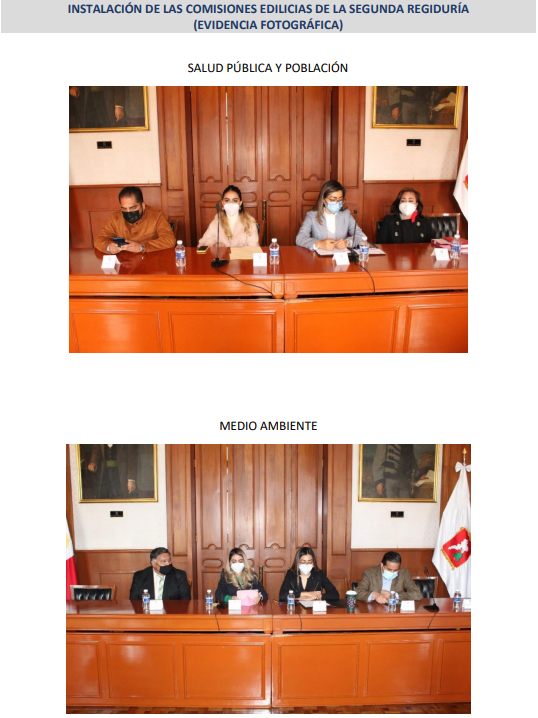 INSTALACIÓN DE LAS COMISIONES EDILICIAS DE LA SEGUNDA REGIDURÍA
(EVIDENCIA FOTOGRÁFICA)
SALUD PÚBLICA Y POBLACIÓN
MEDIO AMBIENTE